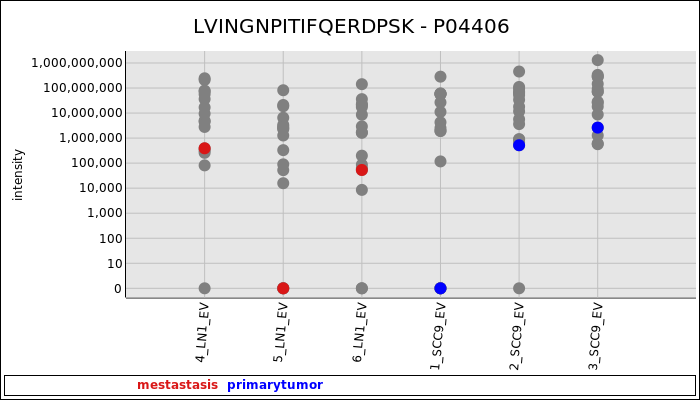 LVINGNPITIFQERDPSK - P04406
1,000,000,000
100,000,000
10,000,000
1,000,000
100,000
10,000
1,000
100
10
0
intensity
4_LN1_EV
5_LN1_EV
6_LN1_EV
1_SCC9_EV
2_SCC9_EV
3_SCC9_EV
mestastasis primarytumor